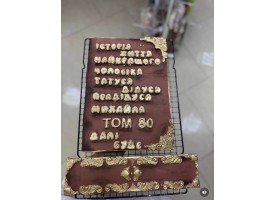 ІСТОРІЯ
ЖИТТЯ
НАЙКРАЩОГО
ЧОЛОВІКА
ТАТУСЯ
ДІДУСЯ
ПРАДІДУСЯ
МИХАЙЛА
ТОМ 80
ДАЛІ
БУДЕ